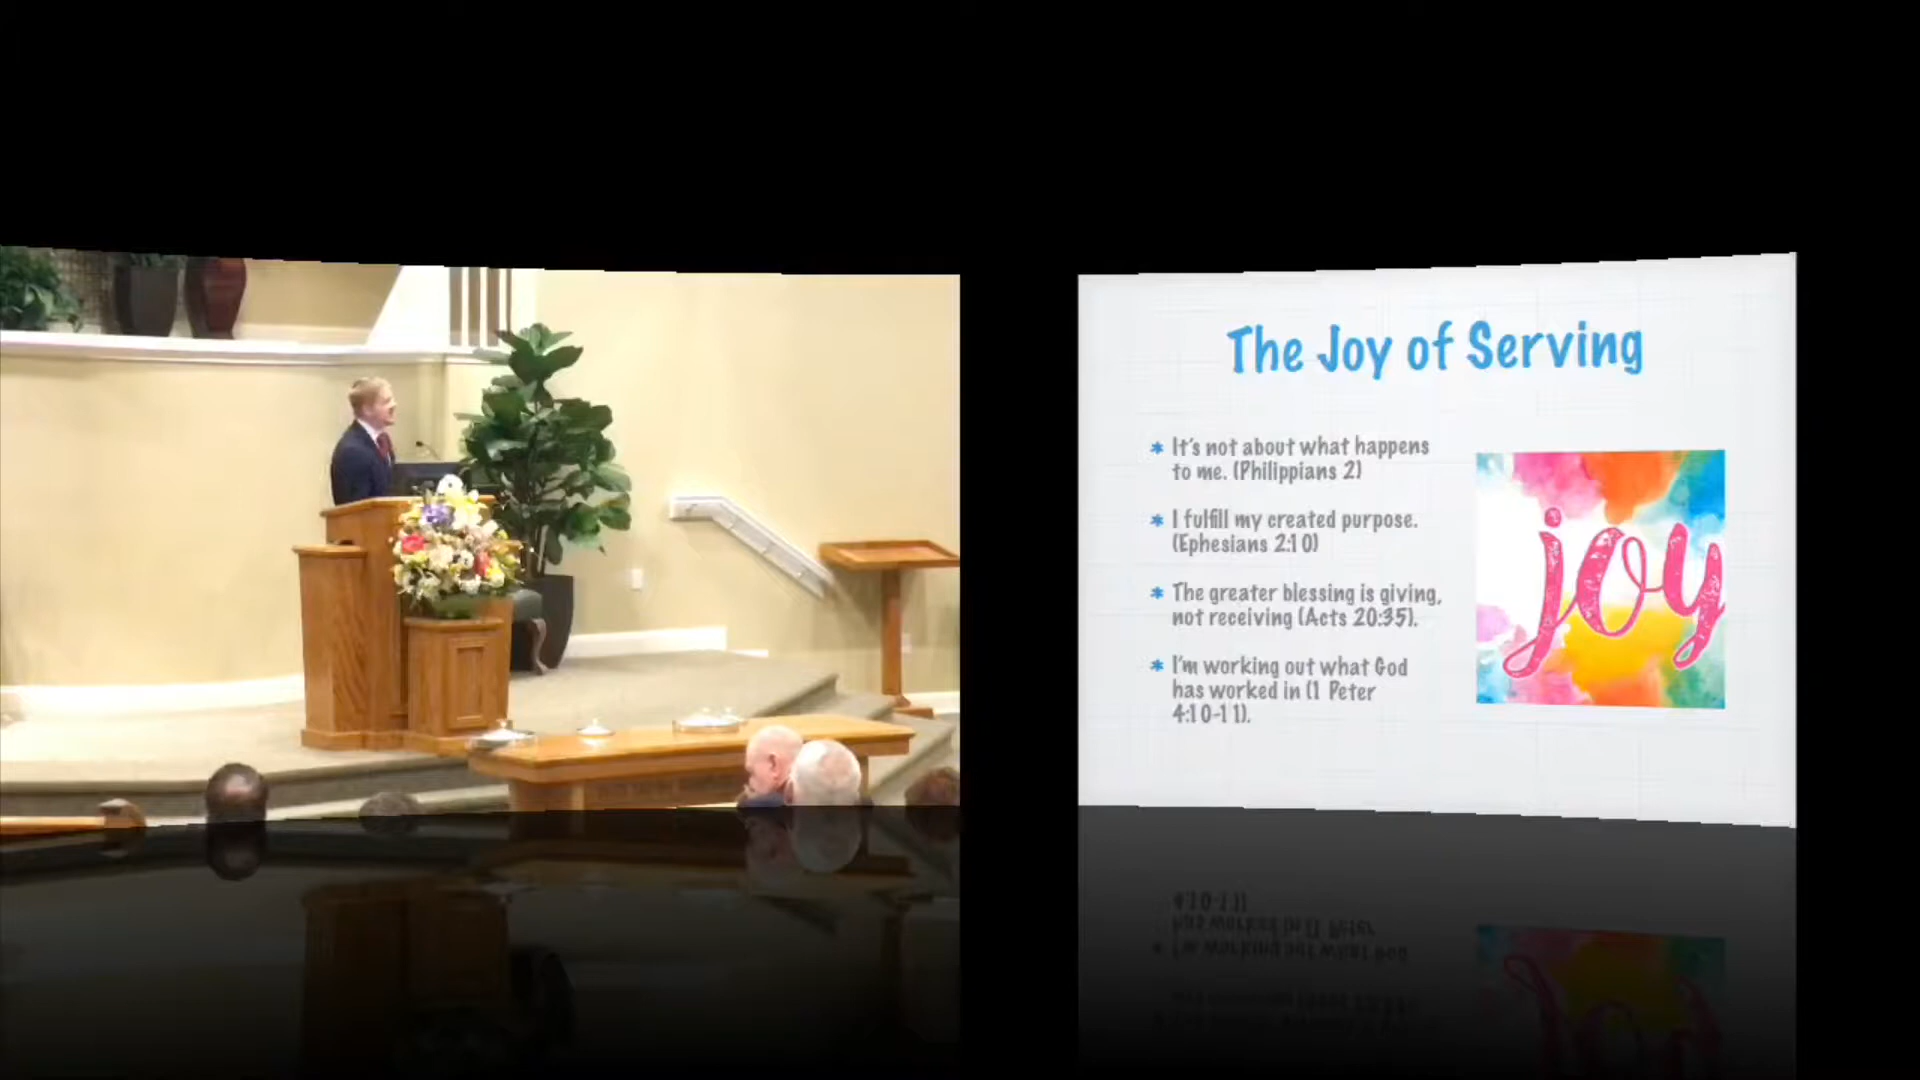 The Joy of Serving
* It's not about what happens
to me. (Philippians 2)
* I fulfill my created purpose.
(Ephesians 2:10)
* The greater blessing is giving,
not receiving (Acts 20:35).
* I'm working out what God
has worked in (1 Peter
4:10-11).
joy